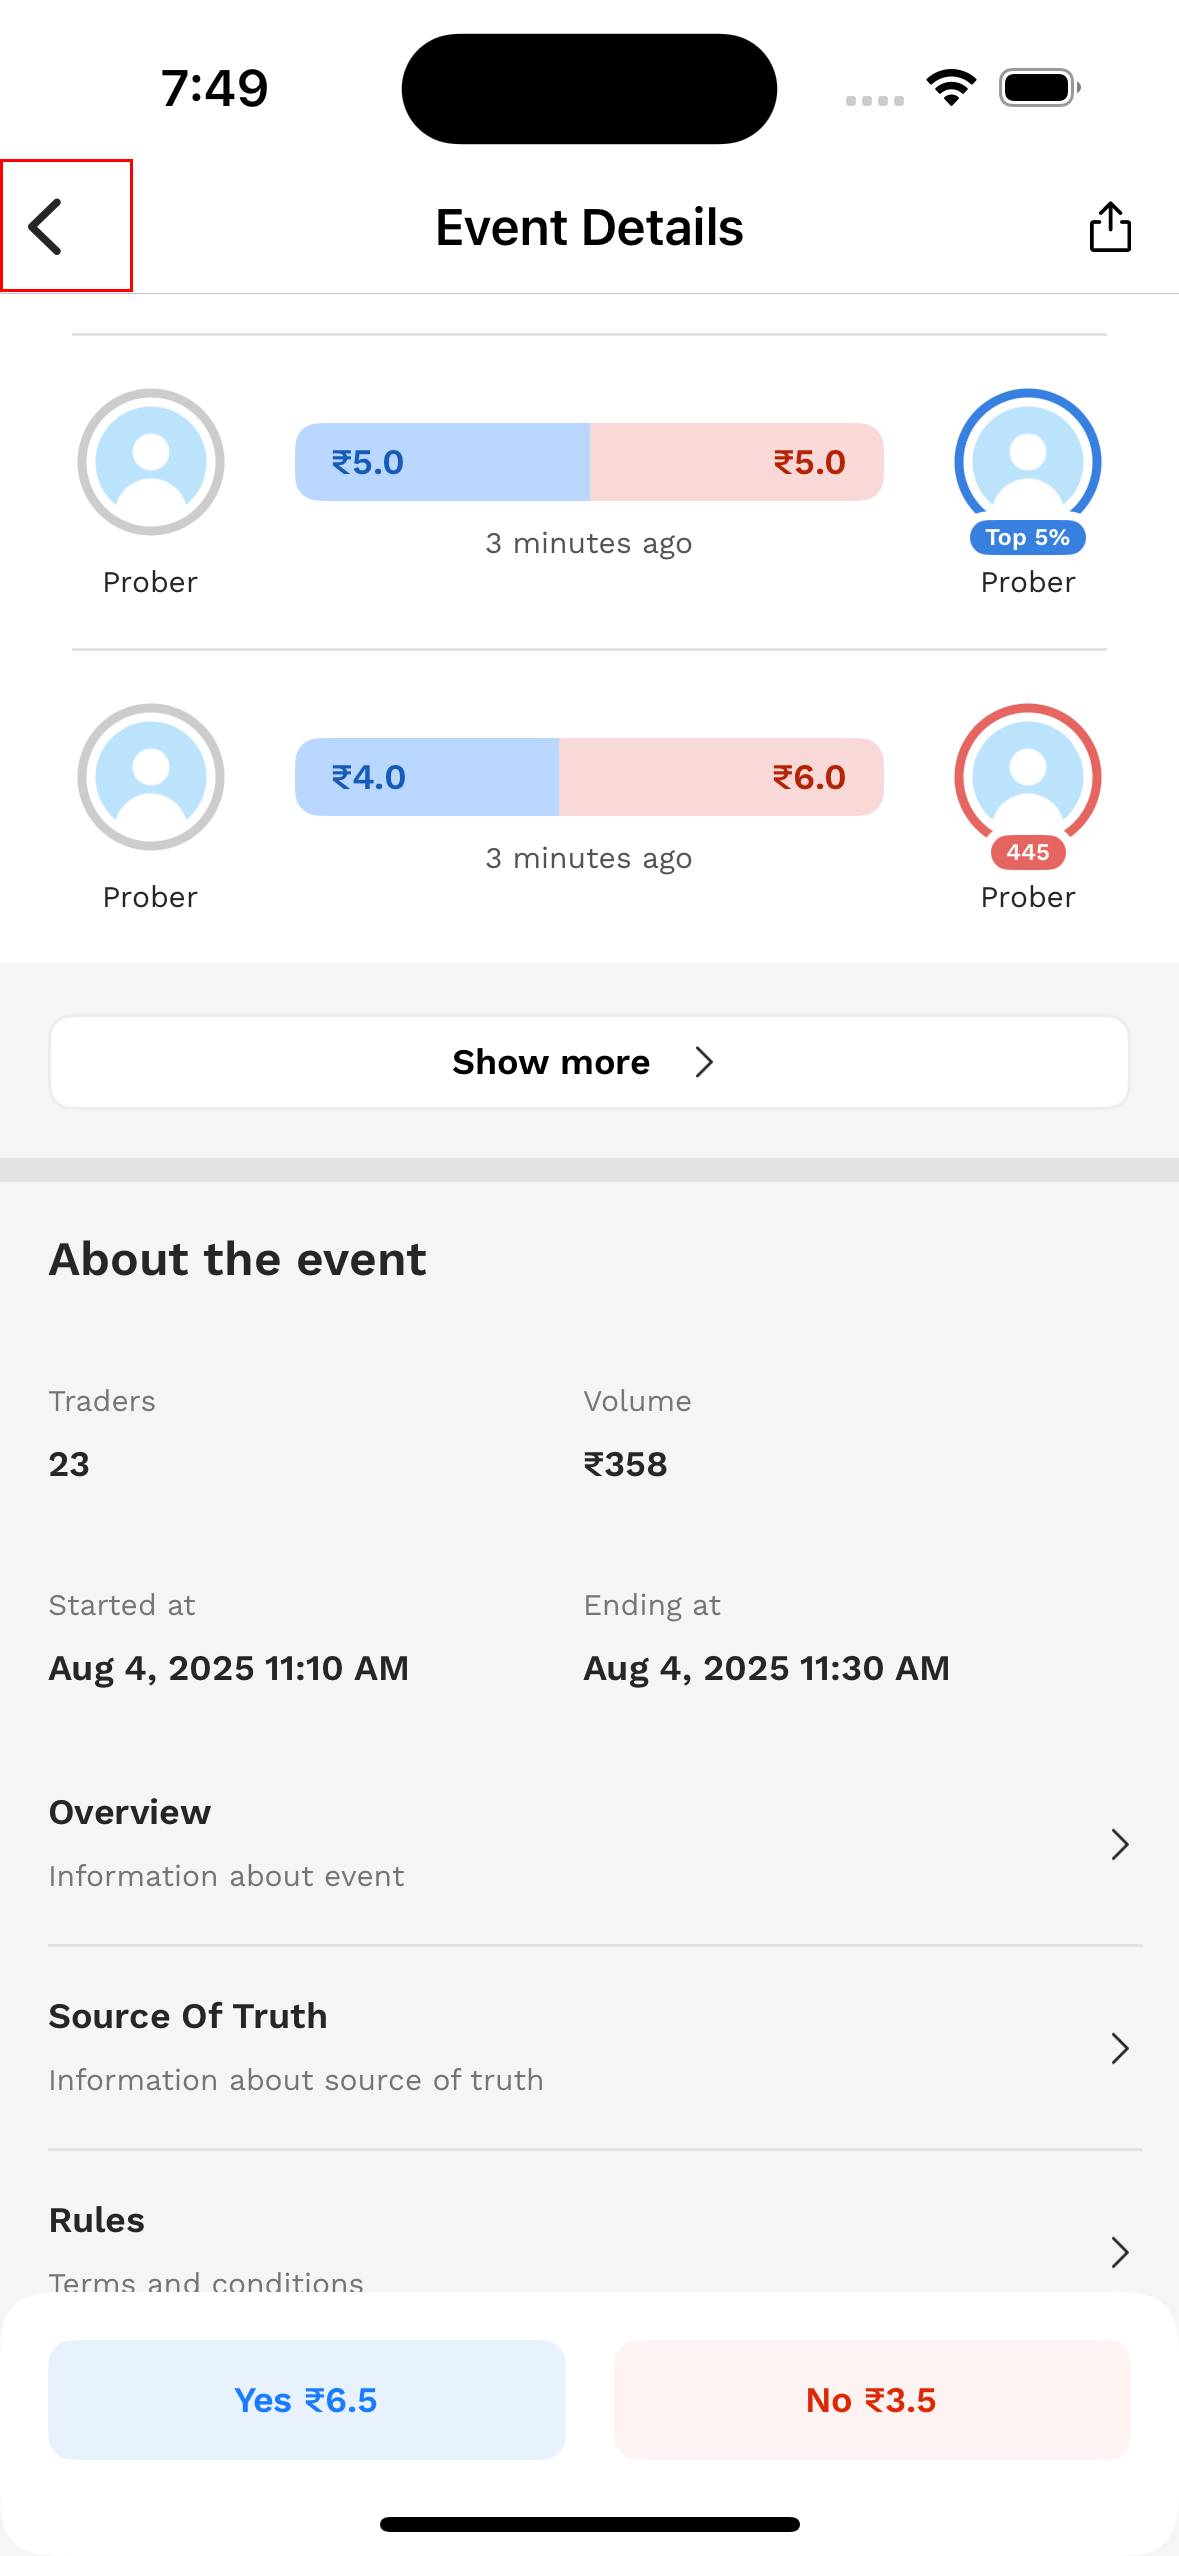 7:49
Event Details
₹5.0 ₹5.0
Top 5%
3 minutes ago
Prober Prober
₹4.0 ₹6.0
445
3 minutes ago
Prober Prober
Show more
About the event
Traders Volume
23 ₹358
Started at Ending at
Aug 4, 2025 11:10 AM Aug 4, 2025 11:30 AM
Overview
Information about event
Source Of Truth
Information about source of truth
Rules
Terms and conditions
Yes ₹6.5 No ₹3.5